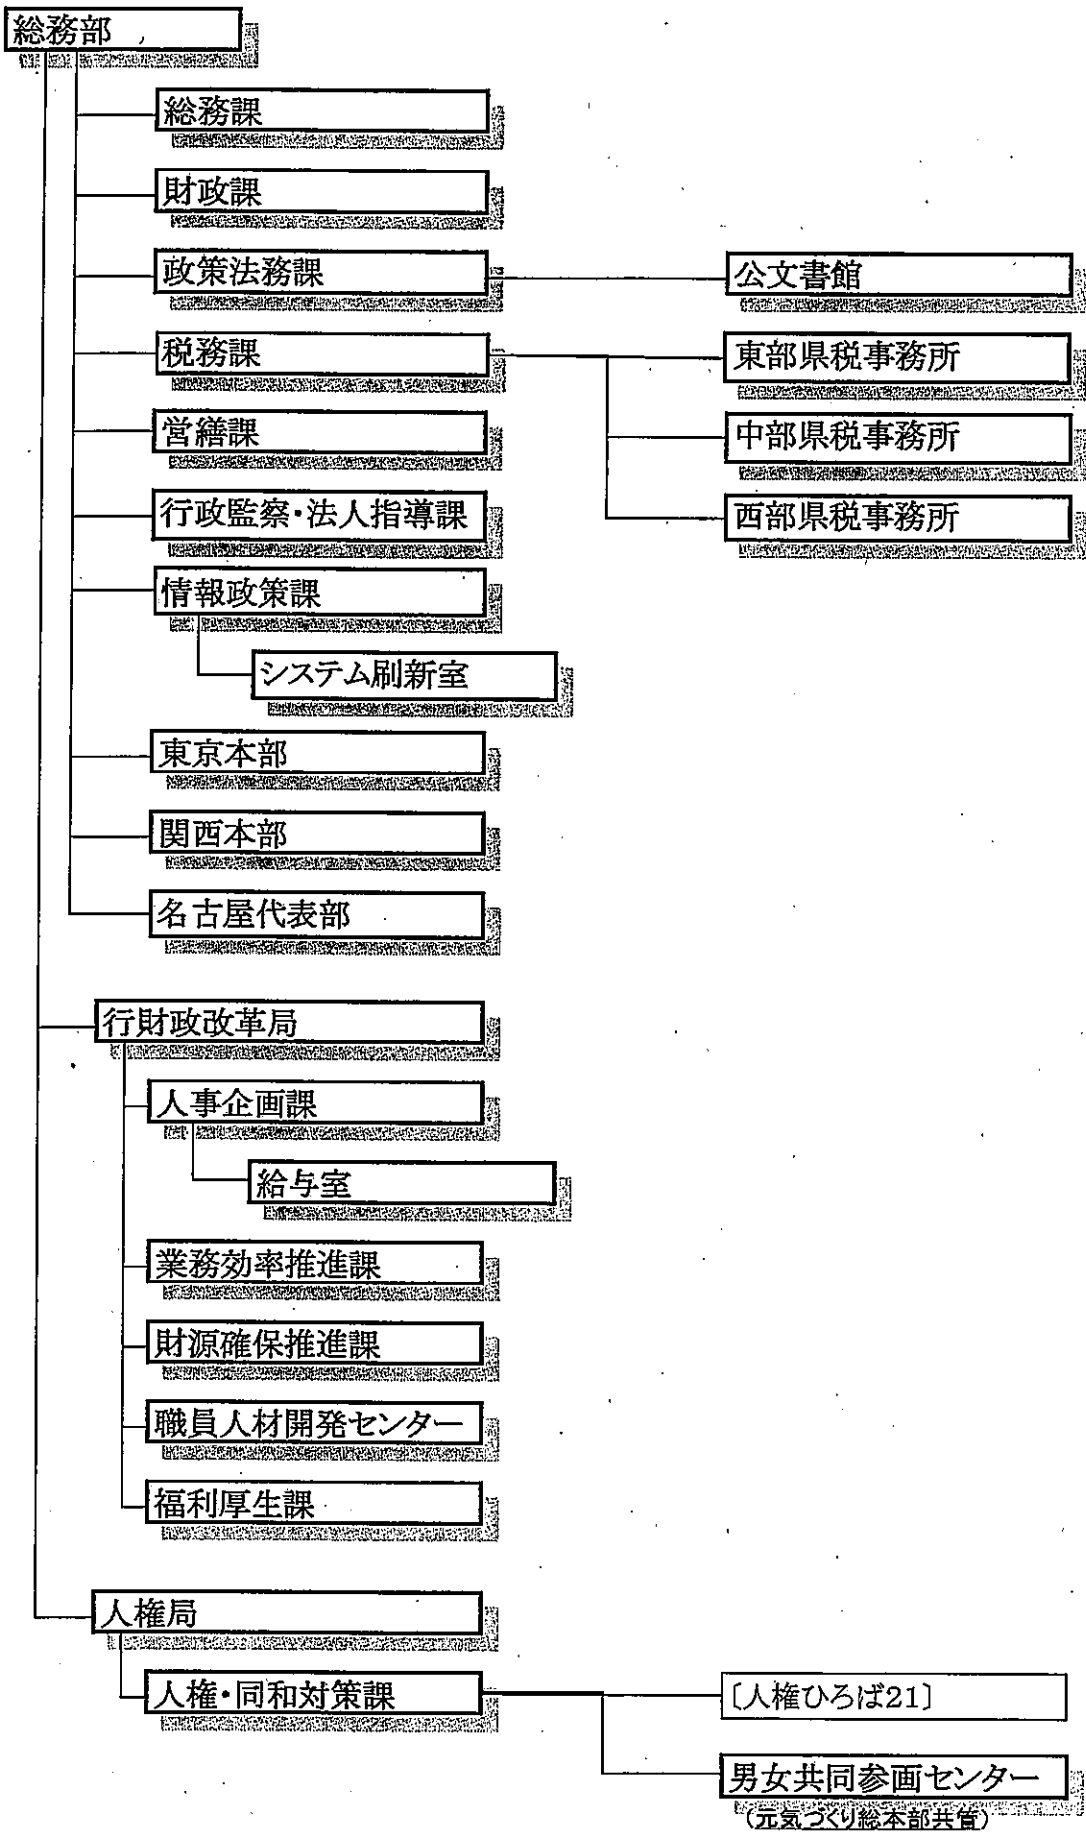 総務部
総務課
財政課
政策法務課
公文書館
税務課
東部県税事務所
営繕課
中部県税事務所
行政監察・法人指導課
西部県税事務所
情報政策課
システム刷新室
東京本部
関西本部
名古屋代表部
行財政改革局
人事企画課
給与室
業務効率推進課
財源確保推進課
職員人材開発センター
福利厚生課
人権局
人権・同和対策課
〔人権ひろば21〕
男女共同参画センター
（元気づくり総本部共管）